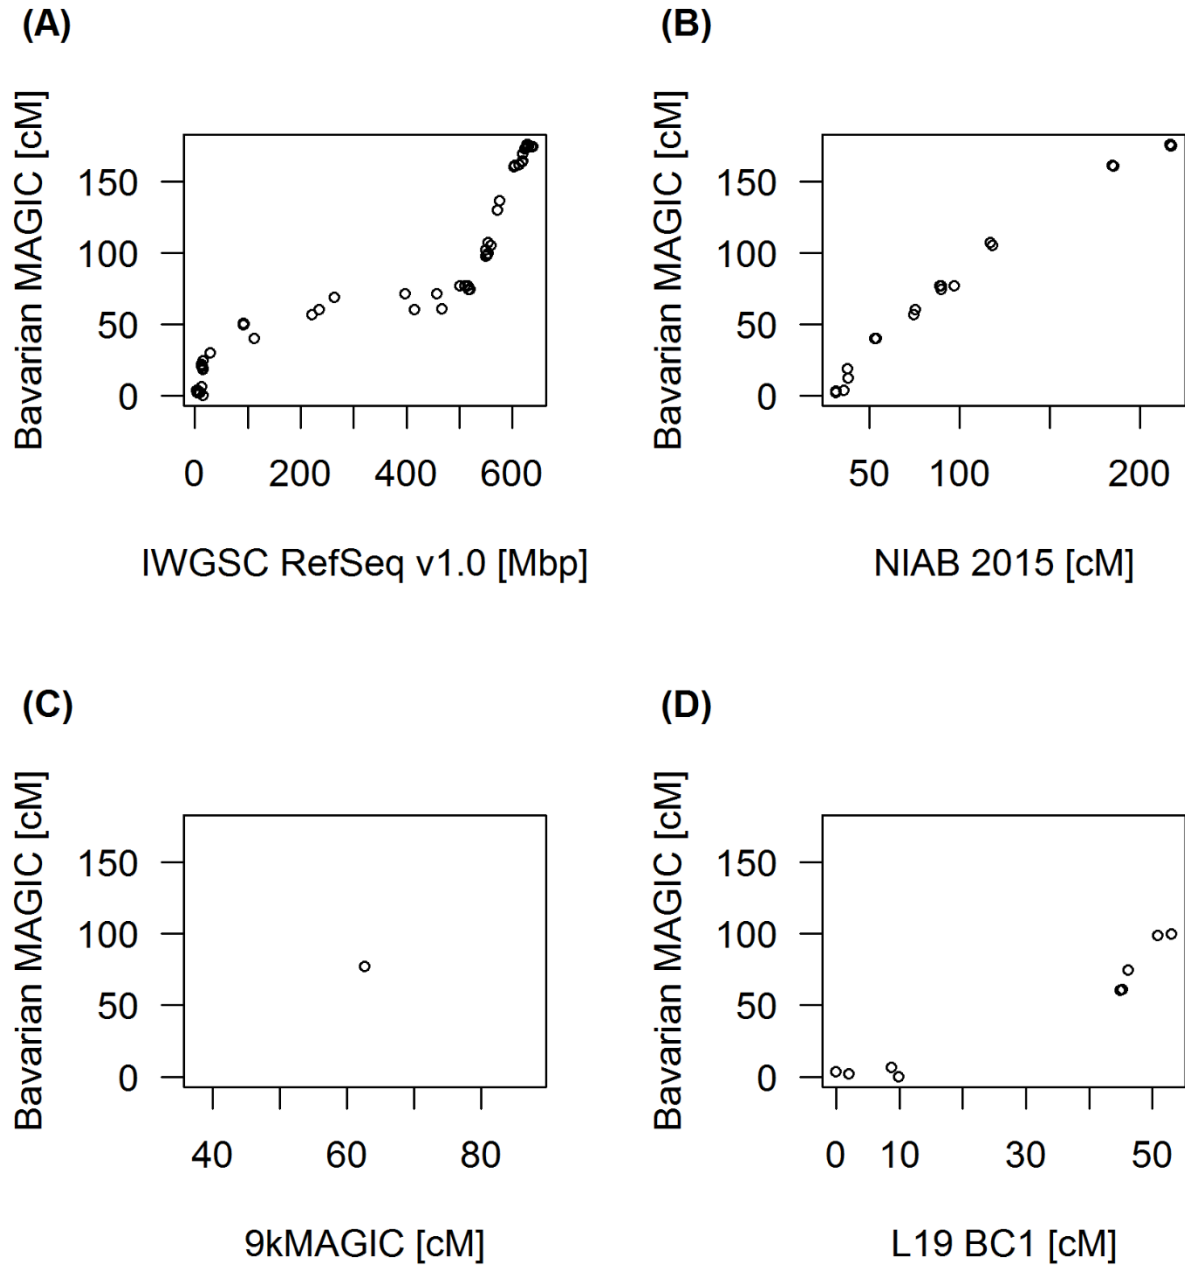 (A)
Bavarian MAGIC [cM]
150
100
50
0
0 200 400 600
IWGSC RefSeq v1.0 [Mbp]
(B)
Bavarian MAGIC [cM]
150
100
50
0
50 100 200
NIAB 2015 [cM]
(C)
Bavarian MAGIC [cM]
150
100
50
0
40 60 80
9kMAGIC [cM]
(D)
Bavarian MAGIC [cM]
150
100
50
0
0 10 30 50
L19 BC1 [cM]